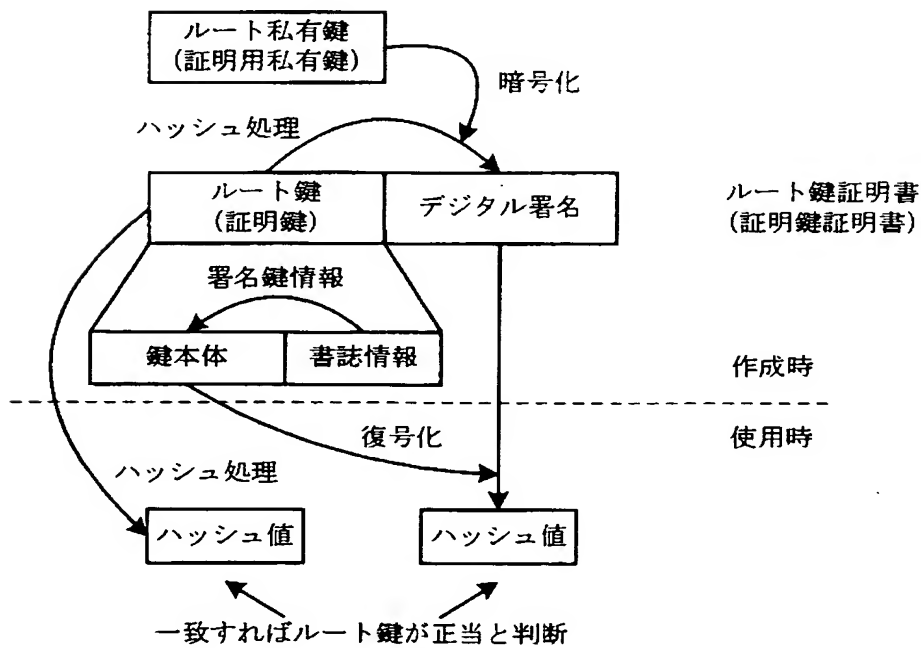 ルート私有鍵
(証明用私有鍵)
暗号化
ハッシュ処理
ルート鍵
(証明鍵)
デジタル署名
ルート鍵証明書
(証明鍵証明書)
署名鍵情報
鍵本体
書誌情報
作成時
復号化
使用時
ハッシュ処理
ハッシュ値
ハッシュ値
一致すればルート鍵が正当と判断